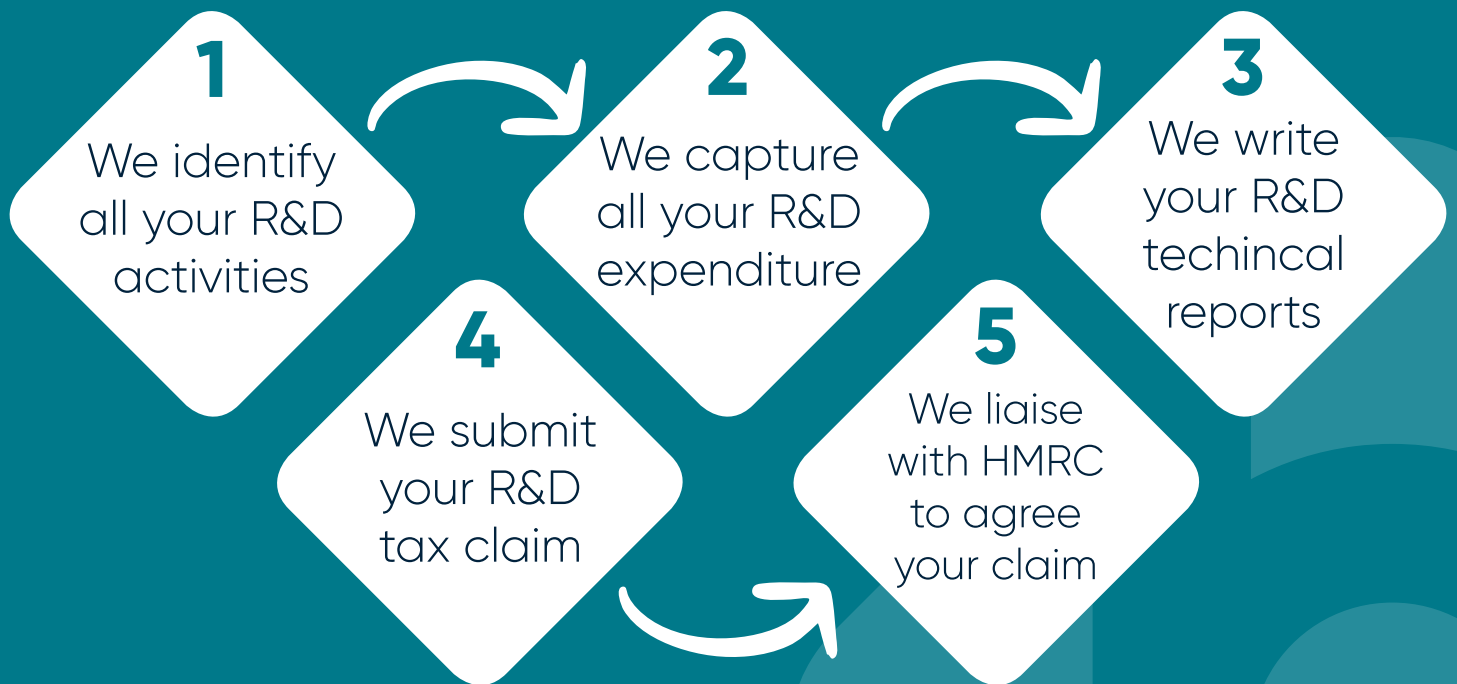 1
We identify
all your R&D
activities
2
We capture
all your R&D
expenditure
3
We write
your R&D
techincal
reports
4
We submit
your R&D
tax claim
5
We liaise
with HMRC
to agree
your claim